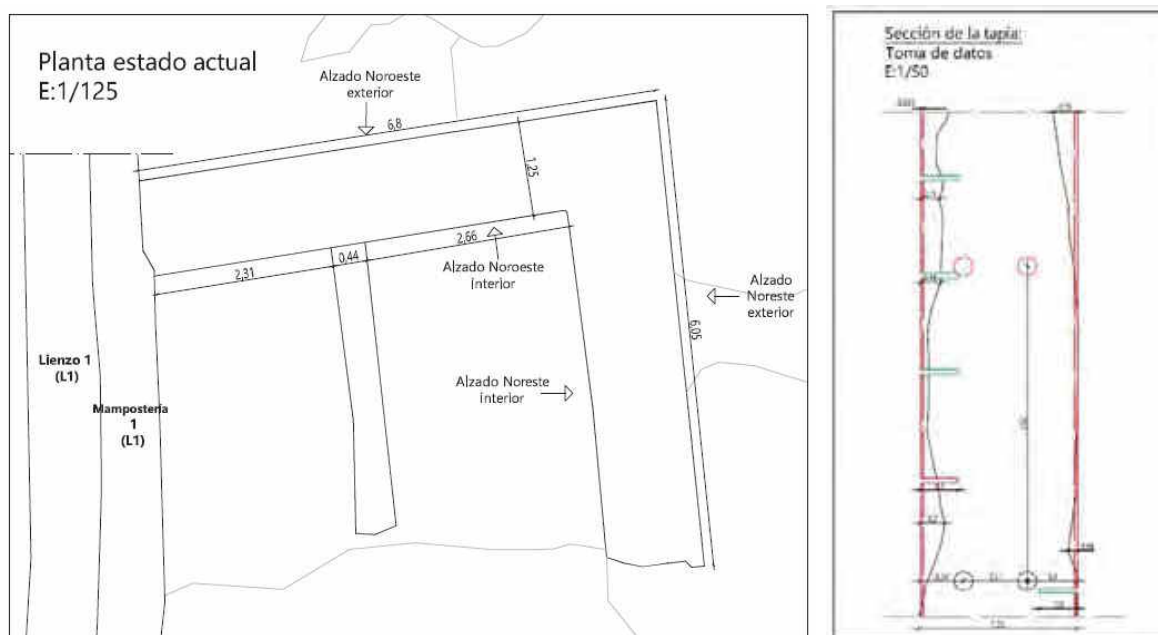 Planta estado actual
E:1/125
Alzado Noroeste
exterior
6,8
1,25
2,31
0,44
2,66
Alzado Noroeste
interior
Alzado
Noreste
exterior
6,05
Alzado Noreste
interior
Lienzo 1
(L1)
Mampostería
1
(L1)
Sección de la tapia:
Toma de datos
E:1/50